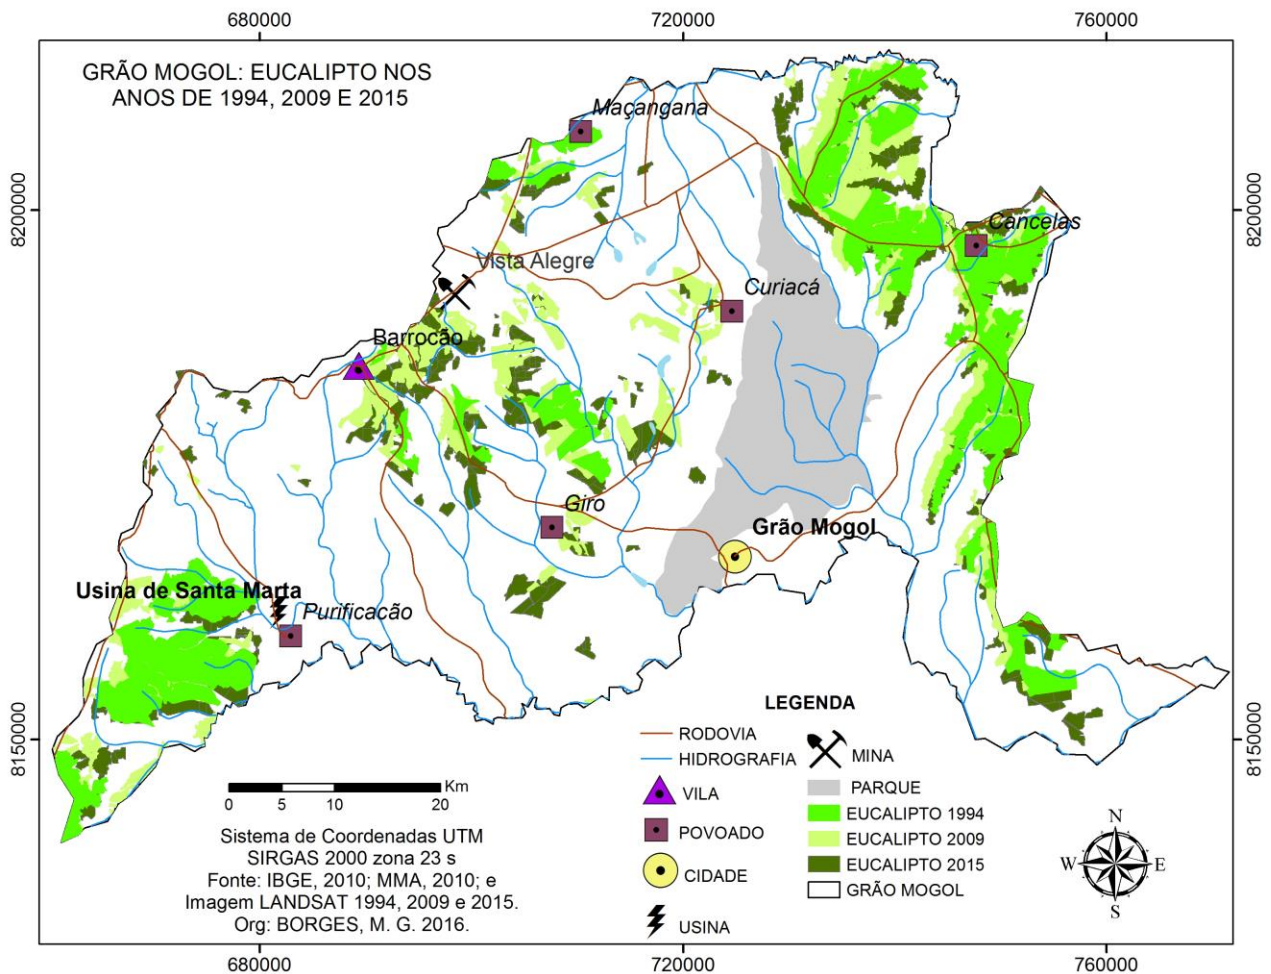 680000
720000
760000
GRÃO MOGOL: EUCALIPTO NOS
ANOS DE 1994, 2009 E 2015
Maçangana
8200000
8200000
Cancelas
Vista Alegre
Curiacá
Barrocão
Giro
Grão Mogol
Usina de Santa Marta
Purificacão
8150000
8150000
LEGENDA
RODOVIA
HIDROGRAFIA
VILA
POVOADO
CIDADE
USINA
MINA
PARQUE
EUCALIPTO 1994
EUCALIPTO 2009
EUCALIPTO 2015
GRÃO MOGOL
N
W
E
S
Km
0 5 10 20
Sistema de Coordenadas UTM
SIRGAS 2000 zona 23 s
Fonte: IBGE, 2010; MMA, 2010; e
Imagem LANDSAT 1994, 2009 e 2015.
Org: BORGES, M. G. 2016.
680000
720000
760000